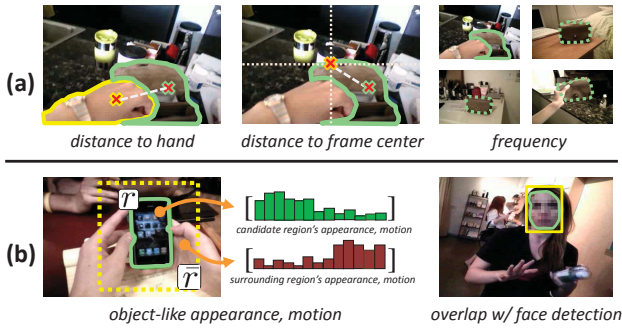 (a)
distance to hand
distance to frame center
frequency
(b)
r
r̅
candidate region's appearance, motion
surrounding region's appearance, motion
object-like appearance, motion
overlap w/ face detection